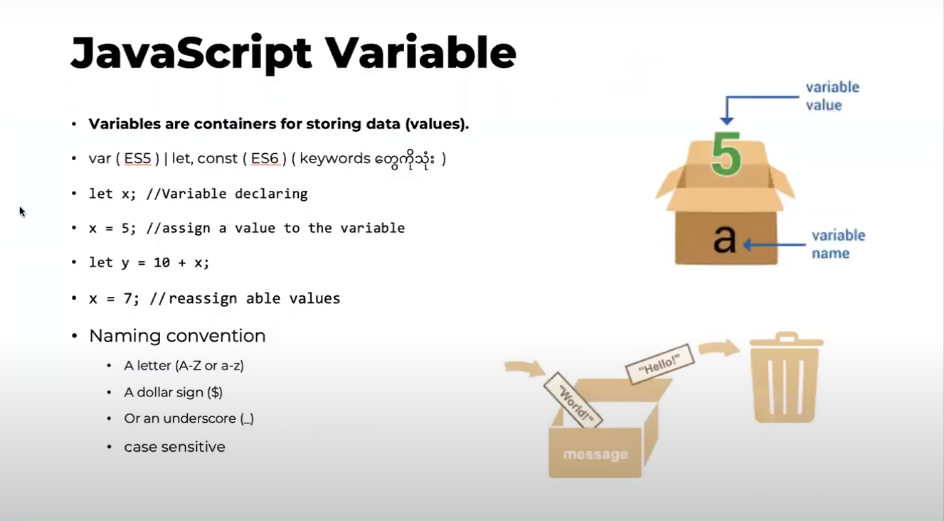 JavaScript Variable
Variables are containers for storing data (values).
var ( ES5 ) | let, const ( ES6 ) ( keywords တွေကိုသုံး )
let x; //Variable declaring
x = 5; //assign a value to the variable
let y = 10 + x;
x = 7; //reassign able values
Naming convention
A letter (A-Z or a-z)
A dollar sign ($)
Or an underscore (_)
case sensitive
variable
value
5
a
variable
name
"Hello!"
"World!"
message